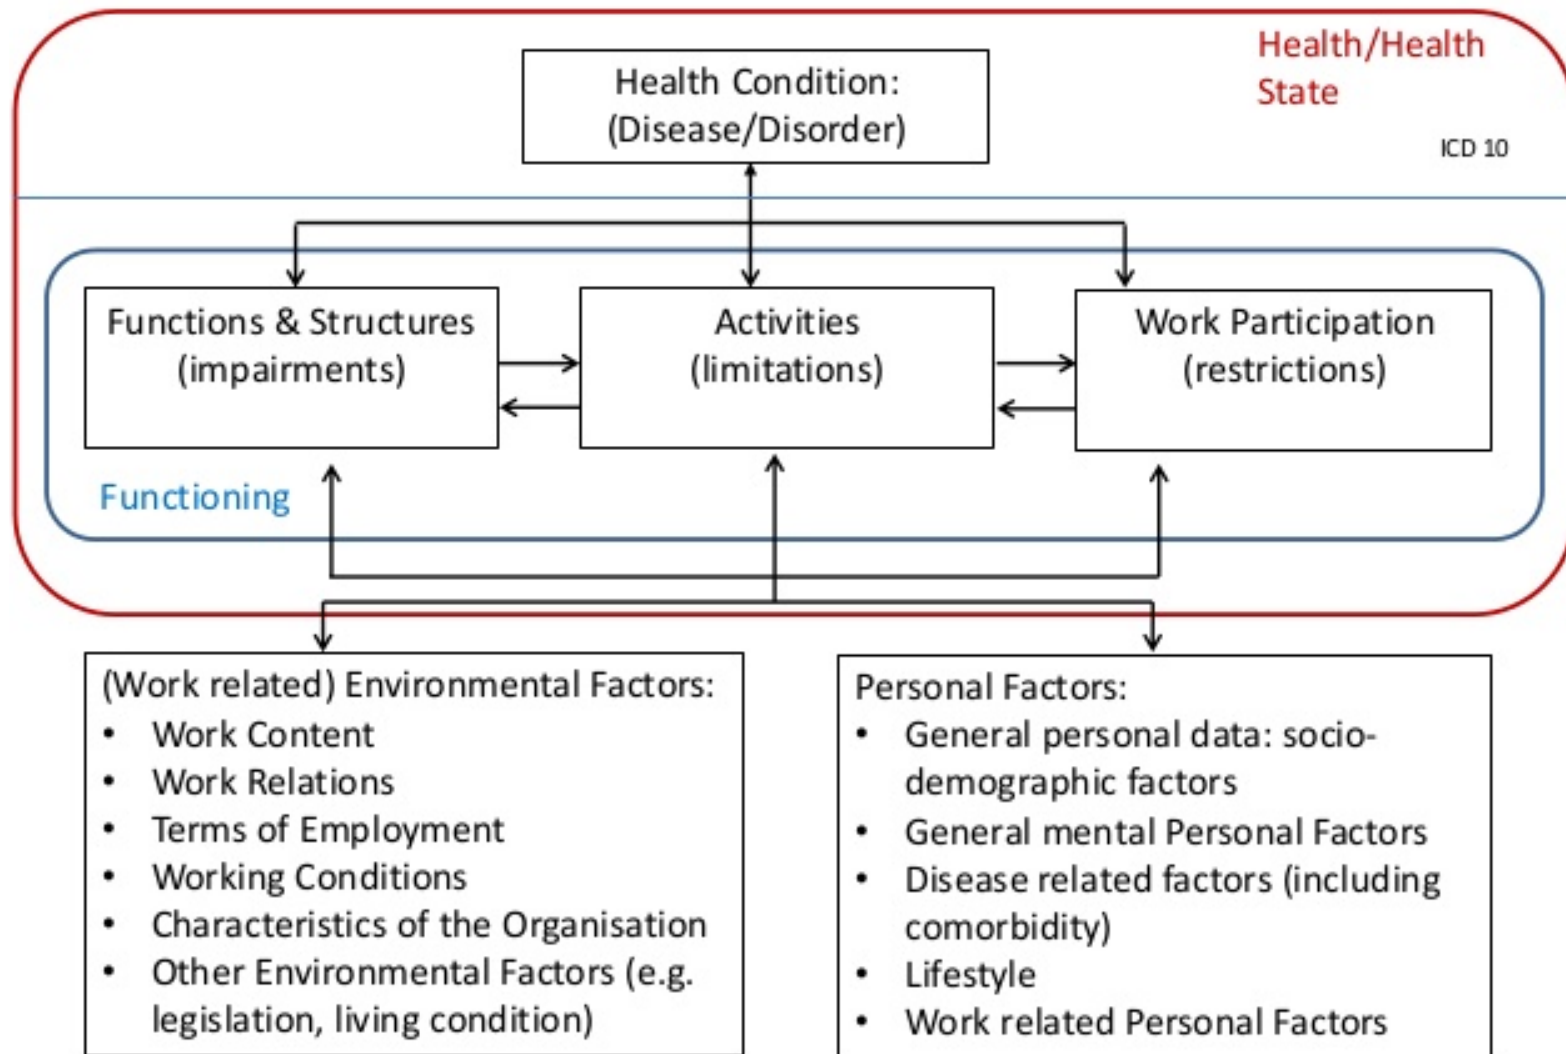 Health/Health
State
Health Condition:
(Disease/Disorder)
ICD 10
Functions & Structures
(impairments)
Activities
(limitations)
Work Participation
(restrictions)
Functioning
(Work related) Environmental Factors:
• Work Content
• Work Relations
• Terms of Employment
• Working Conditions
• Characteristics of the Organisation
• Other Environmental Factors (e.g.
legislation, living condition)
Personal Factors:
• General personal data: socio-
demographic factors
• General mental Personal Factors
• Disease related factors (including
comorbidity)
• Lifestyle
• Work related Personal Factors